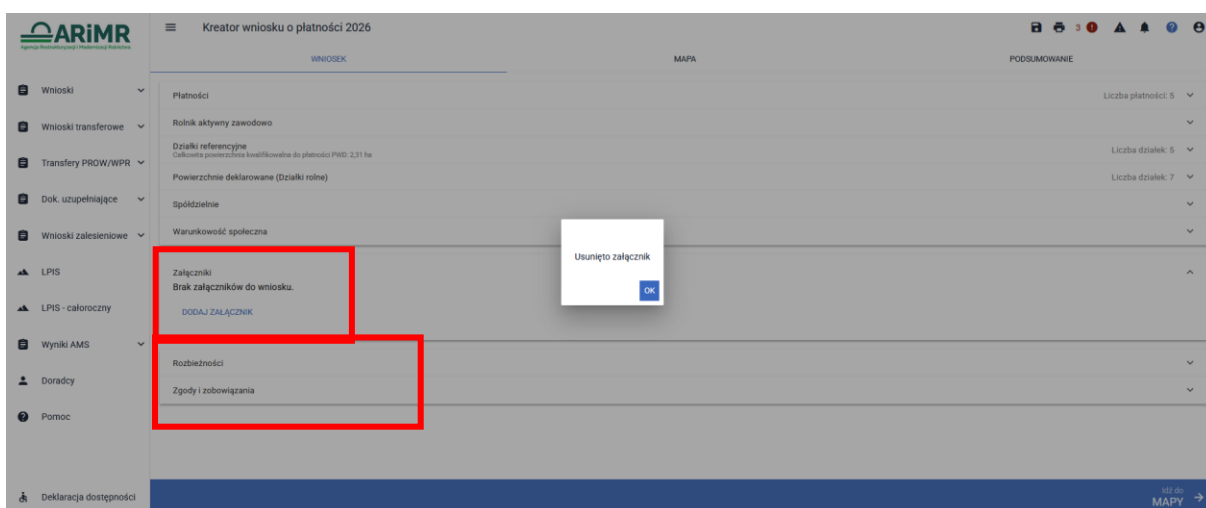 ARiMR
Agencja Restrukturyzacji i Modernizacji Rolnictwa
Kreator wniosku o płatności 2026
3
WNIOSEK
MAPA
PODSUMOWANIE
Wnioski
Wnioski transferowe
Transfery PROW/WPR
Dok. uzupełniające
Wnioski zalesieniowe
LPIS
LPIS - całoroczny
Wyniki AMS
Doradcy
Pomoc
Deklaracja dostępności
Płatności
Liczba płatności: 5
Rolnik aktywny zawodowo
Działki referencyjne
Całkowita powierzchnia kwalifikowalna do płatności PWD: 2,31 ha
Liczba działek: 6
Powierzchnie deklarowane (Działki rolne)
Liczba działek: 7
Spółdzielnie
Warunkowość społeczna
Załączniki
Brak załączników do wniosku.
DODAJ ZAŁĄCZNIK
Usunięto załącznik
OK
Rozbieżności
Zgody i zobowiązania
Idź do
MAPY